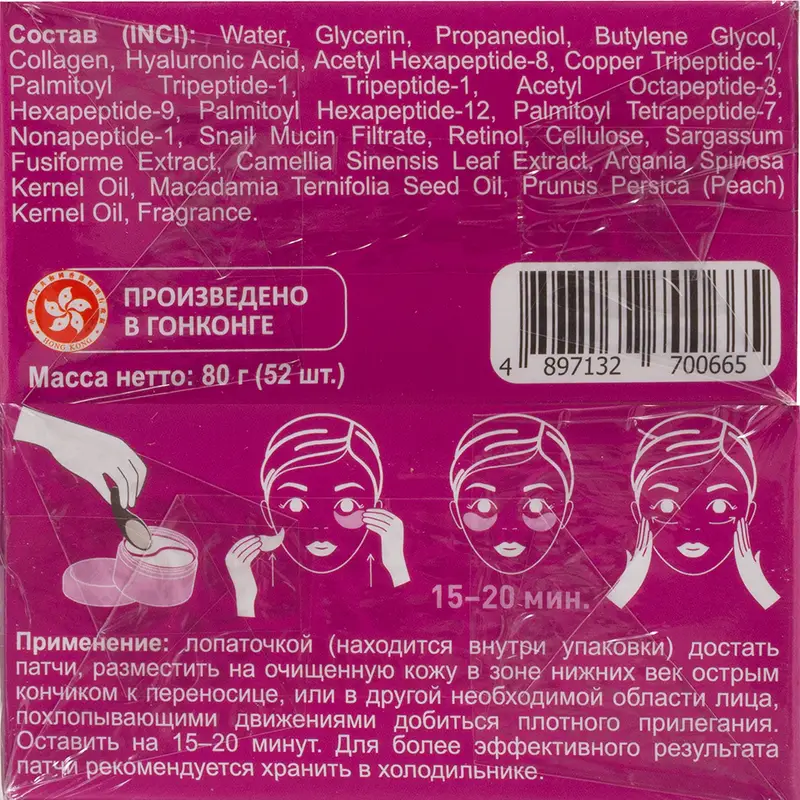 Состав (INCI): Water, Glycerin, Propanediol, Butylene Glycol,
Collagen, Hyaluronic Acid, Acetyl Hexapeptide-8, Copper Tripeptide-1,
Palmitoyl Tripeptide-1, Tripeptide-1, Acetyl Octapeptide-3,
Hexapeptide-9, Palmitoyl Hexapeptide-12, Palmitoyl Tetrapeptide-7,
Nonapeptide-1, Snail Mucin Filtrate, Retinol, Cellulose, Sargassum
Fusiforme Extract, Camellia Sinensis Leaf Extract, Argania Spinosa
Kernel Oil, Macadamia Ternifolia Seed Oil, Prunus Persica (Peach)
Kernel Oil, Fragrance.
HONG KONG
ПРОИЗВЕДЕНО
В ГОНКОНГЕ
Масса нетто: 80 г (52 шт.)
4 897132 700665
15–20 мин.
Применение: лопаточкой (находится внутри упаковки) достать
патчи, разместить на очищенную кожу в зоне нижних век острым
кончиком к переносице, или в другой необходимой области лица,
похлопывающими движениями добиться плотного прилегания.
Оставить на 15–20 минут. Для более эффективного результата
патчи рекомендуется хранить в холодильнике.